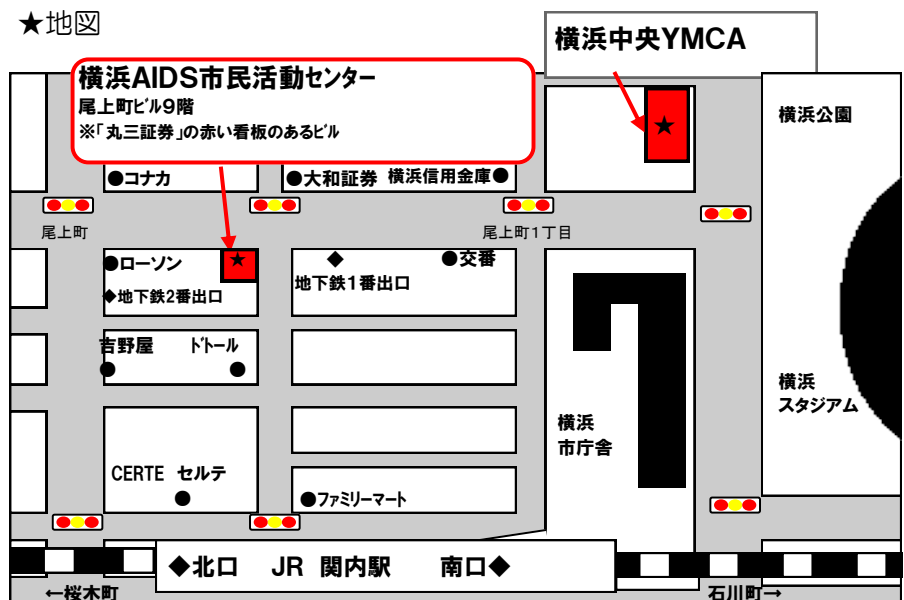 ★地図
横浜中央YMCA
横浜AIDS市民活動センター
尾上町ビル9階
※「丸三証券」の赤い看板のあるビル
横浜公園
●コナカ
●大和証券 横浜信用金庫●
尾上町
尾上町1丁目
●ローソン
◆地下鉄2番出口
地下鉄1番出口
●交番
吉野屋 ドトール
横浜
スタジアム
横浜
市庁舎
CERTE セルテ
●ファミリーマート
◆北口 JR 関内駅 南口◆
←桜木町
石川町→